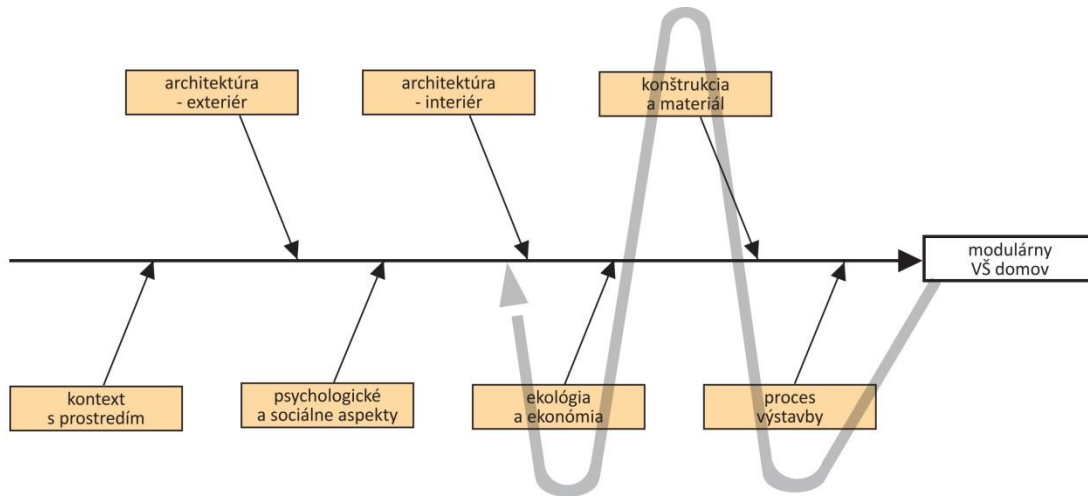 architektúra
- exteriér
architektúra
- interiér
konštrukcia
a materiál
modulárny
VŠ domov
kontext
s prostredím
psychologické
a sociálne aspekty
ekológia
a ekonómia
proces
výstavby